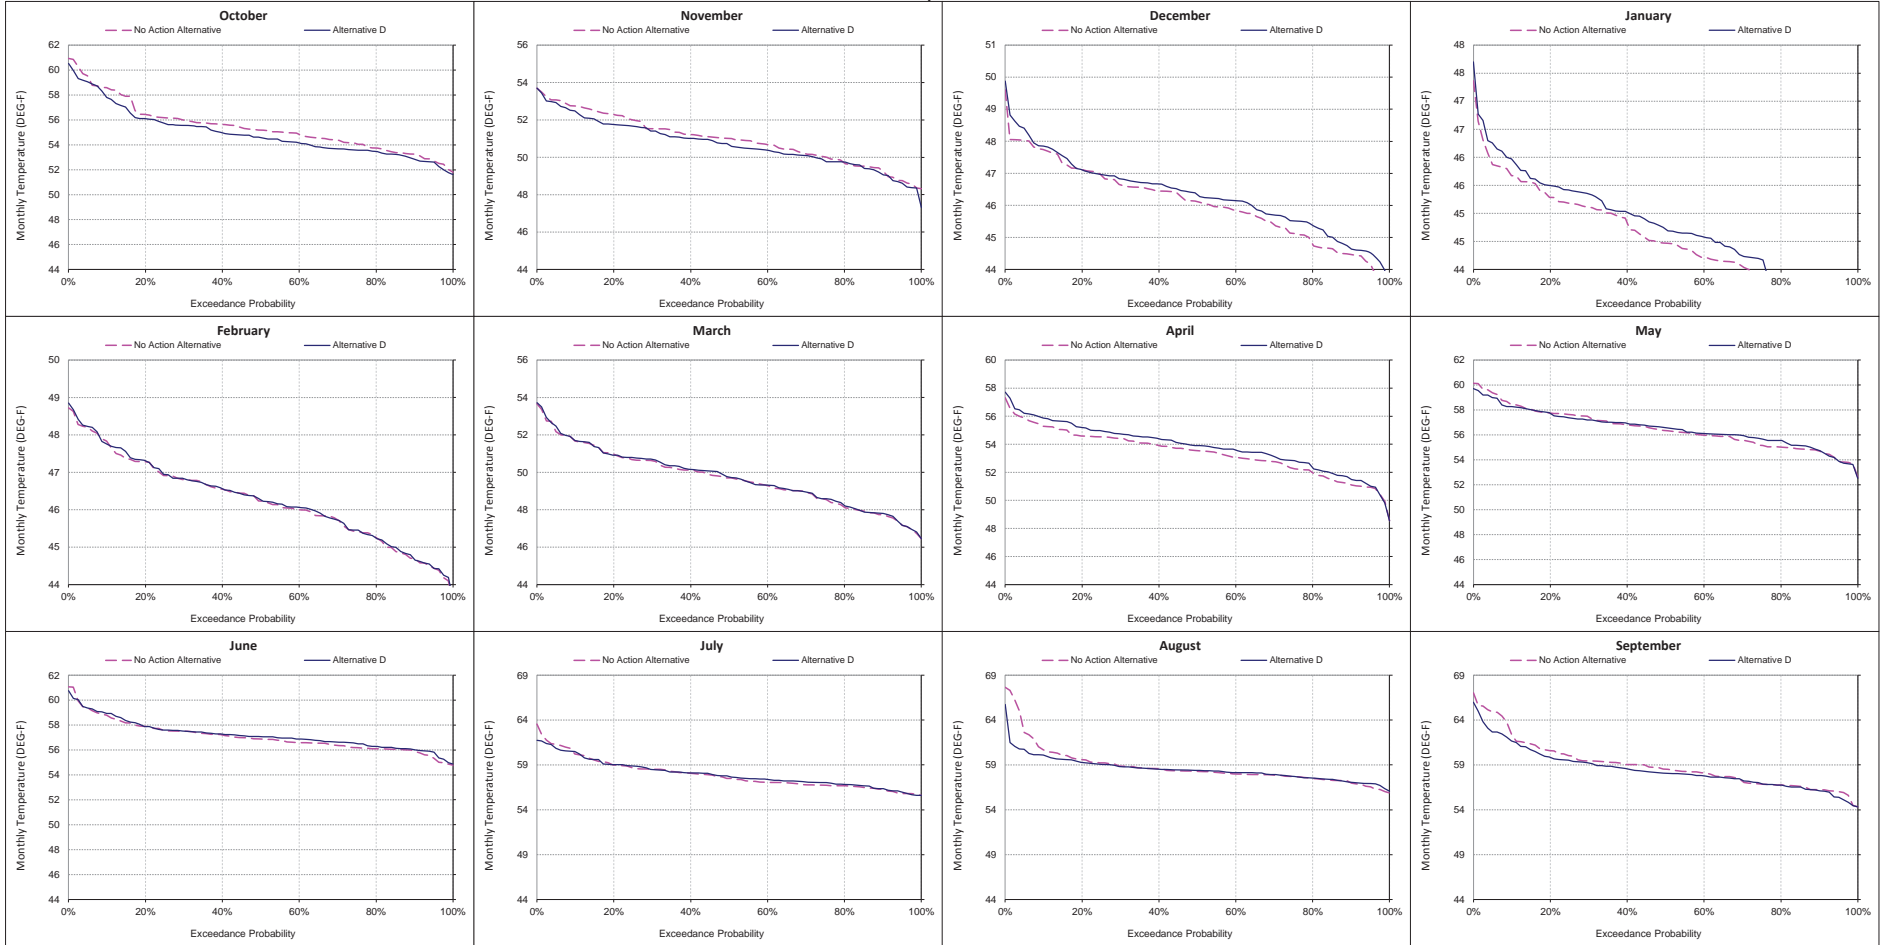 October
No Action Alternative
Alternative D
Monthly Temperature (DEG-F)
62
60
58
56
54
52
50
48
46
44
0%
20%
40%
60%
80%
100%
Exceedance Probability
November
No Action Alternative
Alternative D
Monthly Temperature (DEG-F)
56
54
52
50
48
46
44
0%
20%
40%
60%
80%
100%
Exceedance Probability
December
No Action Alternative
Alternative D
Monthly Temperature (DEG-F)
51
50
49
48
47
46
45
44
0%
20%
40%
60%
80%
100%
Exceedance Probability
January
No Action Alternative
Alternative D
Monthly Temperature (DEG-F)
48
48
47
47
46
46
45
45
44
0%
20%
40%
60%
80%
100%
Exceedance Probability
February
No Action Alternative
Alternative D
Monthly Temperature (DEG-F)
50
49
48
47
46
45
44
0%
20%
40%
60%
80%
100%
Exceedance Probability
March
No Action Alternative
Alternative D
Monthly Temperature (DEG-F)
56
54
52
50
48
46
44
0%
20%
40%
60%
80%
100%
Exceedance Probability
April
No Action Alternative
Alternative D
Monthly Temperature (DEG-F)
60
58
56
54
52
50
48
46
44
0%
20%
40%
60%
80%
100%
Exceedance Probability
May
No Action Alternative
Alternative D
Monthly Temperature (DEG-F)
62
60
58
56
54
52
50
48
46
44
0%
20%
40%
60%
80%
100%
Exceedance Probability
June
No Action Alternative
Alternative D
Monthly Temperature (DEG-F)
62
60
58
56
54
52
50
48
46
44
0%
20%
40%
60%
80%
100%
Exceedance Probability
July
No Action Alternative
Alternative D
Monthly Temperature (DEG-F)
69
64
59
54
49
44
0%
20%
40%
60%
80%
100%
Exceedance Probability
August
No Action Alternative
Alternative D
Monthly Temperature (DEG-F)
69
64
59
54
49
44
0%
20%
40%
60%
80%
100%
Exceedance Probability
September
No Action Alternative
Alternative D
Monthly Temperature (DEG-F)
69
64
59
54
49
44
0%
20%
40%
60%
80%
100%
Exceedance Probability